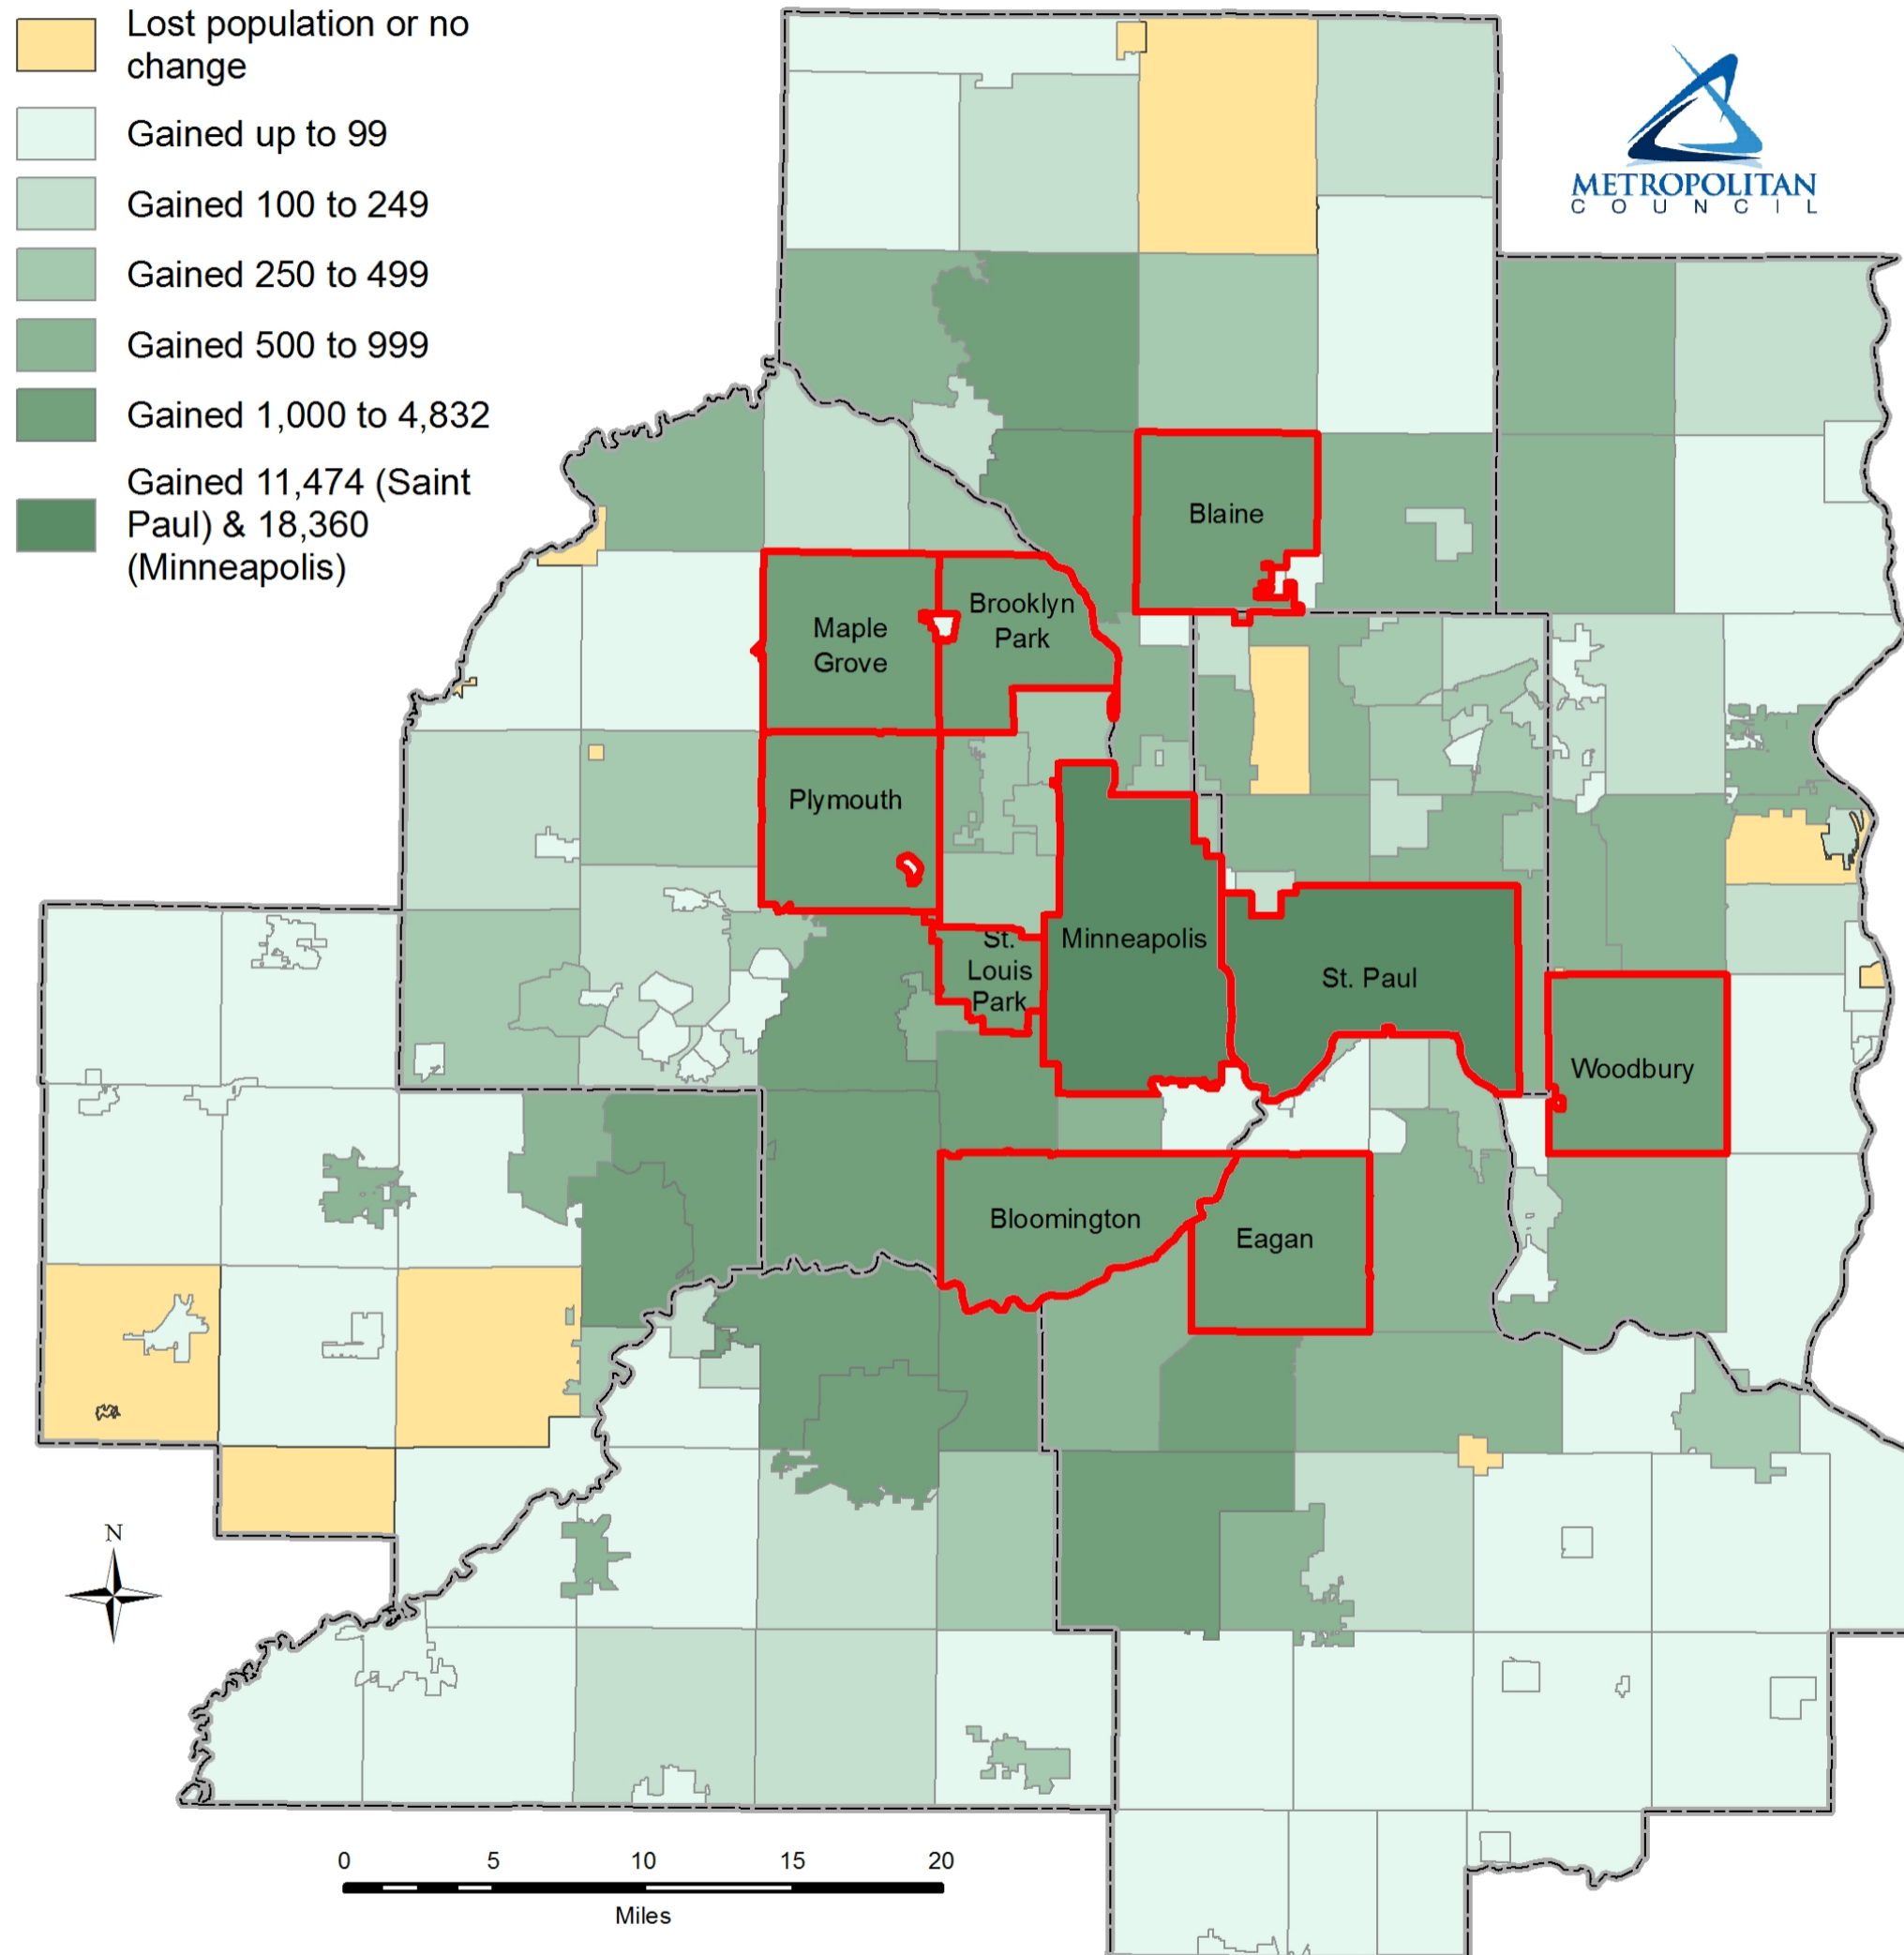 Lost population or no
change
Gained up to 99
Gained 100 to 249
Gained 250 to 499
Gained 500 to 999
Gained 1,000 to 4,832
Gained 11,474 (Saint
Paul) & 18,360
(Minneapolis)
METROPOLITAN
COUNCIL
Blaine
Brooklyn
Park
Maple
Grove
Plymouth
St.
Louis
Park
Minneapolis
St. Paul
Woodbury
Bloomington
Eagan
N
0 5 10 15 20
Miles